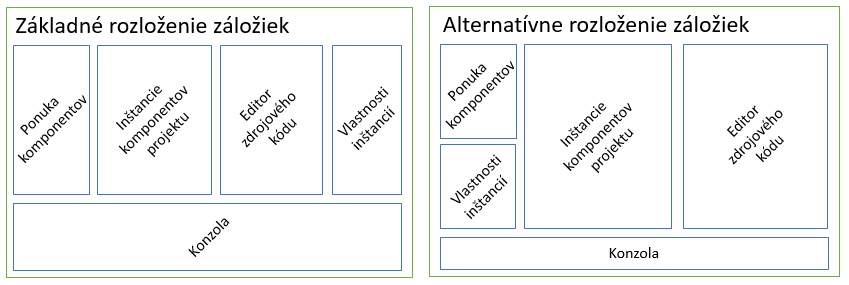 Základné rozloženie záložiek
Ponuka
komponentov
Inštancie
komponentov
projektu
Editor
zdrojového
kódu
Vlastnosti
inštancií
Konzola
Alternatívne rozloženie záložiek
Ponuka
komponentov
Vlastnosti
inštancií
Inštancie
komponentov
projektu
Editor
zdrojového
kódu
Konzola